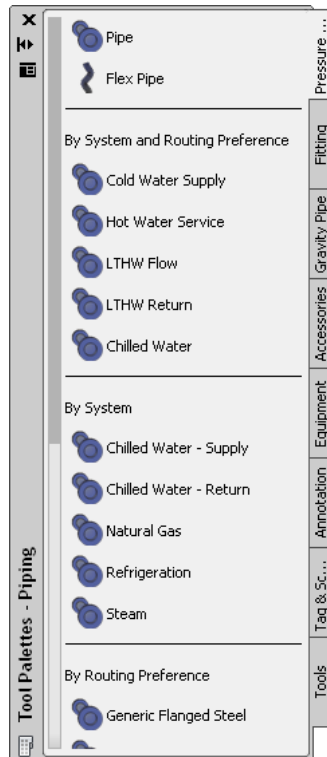 Pipe
Flex Pipe
By System and Routing Preference
Cold Water Supply
Hot Water Service
LTHW Flow
LTHW Return
Chilled Water
By System
Chilled Water - Supply
Chilled Water - Return
Natural Gas
Refrigeration
Steam
By Routing Preference
Generic Flanged Steel
Tool Palettes - Piping
Pressure ...
Fitting
Gravity Pipe
Accessories
Equipment
Annotation
Tag & Sc...
Tools